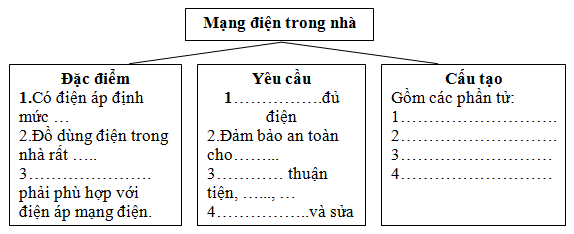 Mạng điện trong nhà
Đặc điểm
1.Có điện áp định
mức …
2.Đồ dùng điện trong
nhà rất …..
3…………………
phải phù hợp với
điện áp mạng điện.
Yêu cầu
1…………….đủ
điện
2.Đảm bảo an toàn
cho……...
3………… thuận
tiện, …..., …
4……………..và sửa
Cấu tạo
Gồm các phần tử:
1………………………
2………………………
3………………………
4………………………